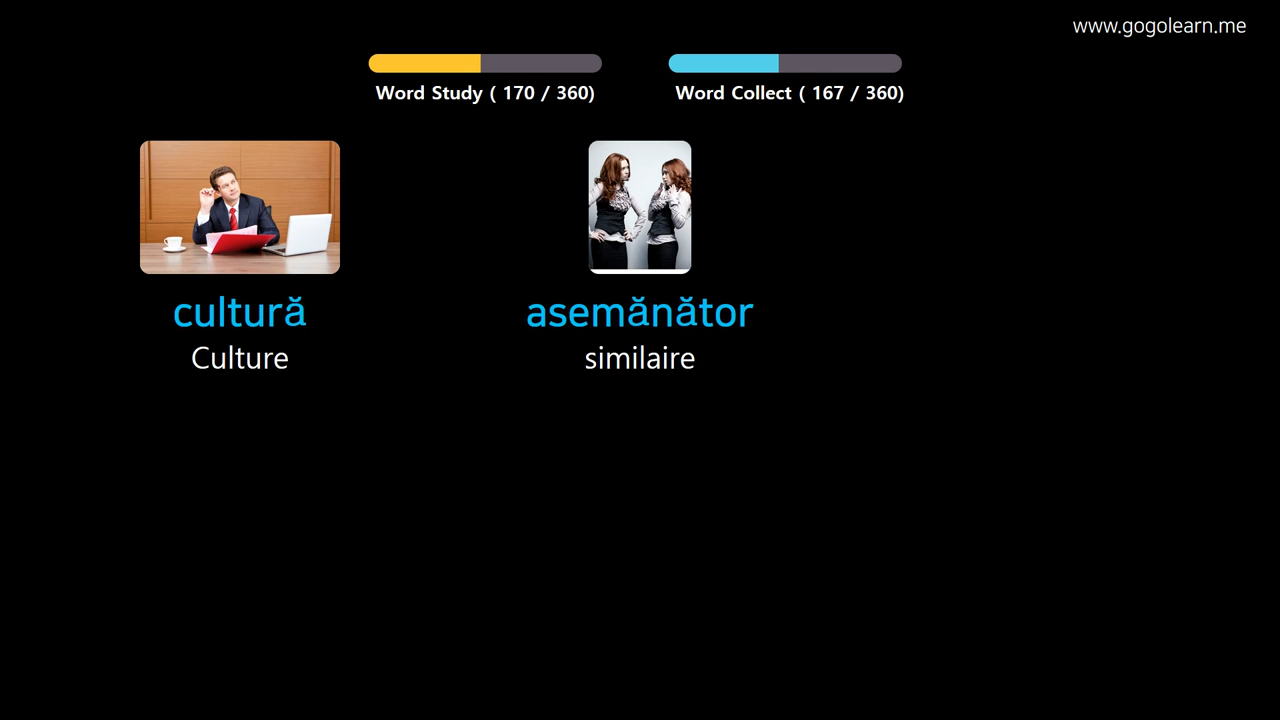 www.gogolearn.me
Word Study ( 170 / 360)
Word Collect ( 167 / 360)
cultură
Culture
asemănător
similaire